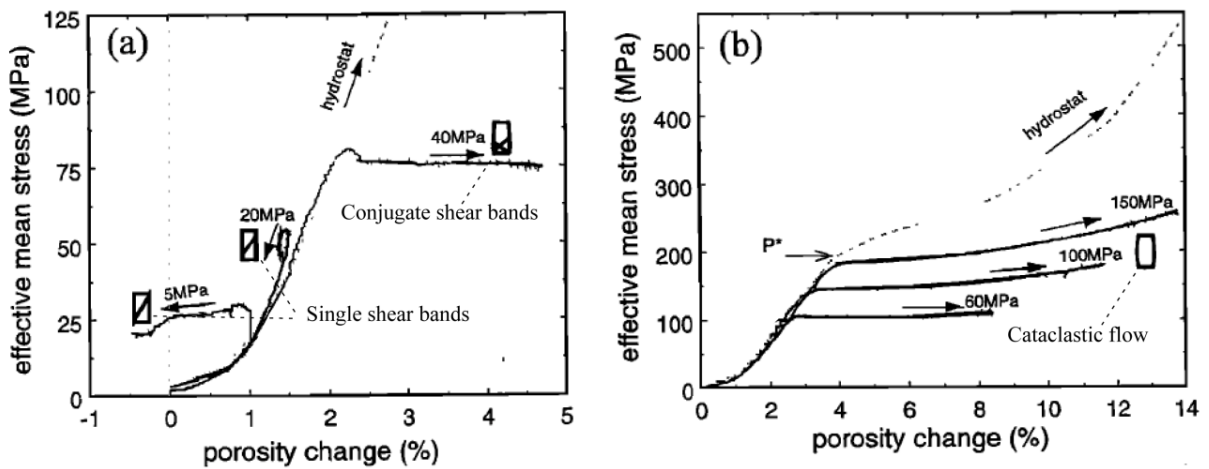 (a)
effective mean stress (MPa)
125
100
75
50
25
0
-1
0
1
2
3
4
5
porosity change (%)
hydrostat
40MPa
Conjugate shear bands
20MPa
5MPa
Single shear bands
(b)
effective mean stress (MPa)
500
400
300
200
100
0
0
2
4
6
8
10
12
14
porosity change (%)
hydrostat
P*
150MPa
100MPa
60MPa
Cataclastic flow